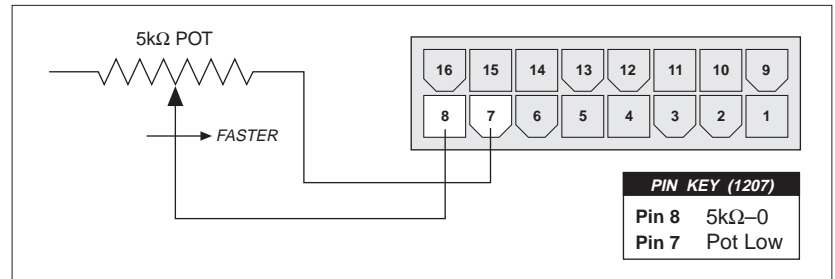 5kΩ POT
FASTER
16 15 14 13 12 11 10 9
8 7 6 5 4 3 2 1
PIN KEY (1207)
Pin 8 5kΩ–0
Pin 7 Pot Low